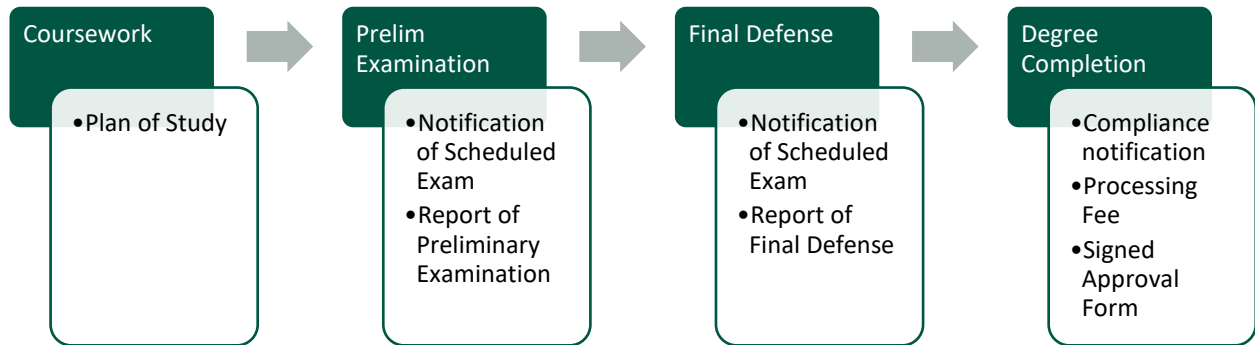 Coursework
•Plan of Study
Prelim
Examination
•Notification
of Scheduled
Exam
•Report of
Preliminary
Examination
Final Defense
•Notification
of Scheduled
Exam
•Report of
Final Defense
Degree
Completion
•Compliance
notification
•Processing
Fee
•Signed
Approval
Form